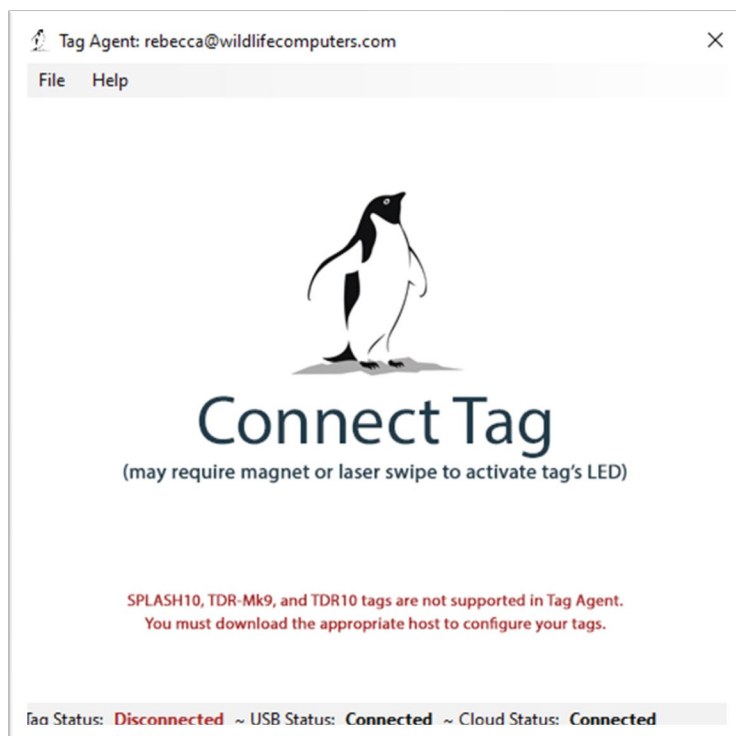 Tag Agent: rebecca@wildlifecomputers.com
File Help
Connect Tag
(may require magnet or laser swipe to activate tag's LED)
SPLASH10, TDR-Mk9, and TDR10 tags are not supported in Tag Agent.
You must download the appropriate host to configure your tags.
Tag Status: Disconnected ~ USB Status: Connected ~ Cloud Status: Connected